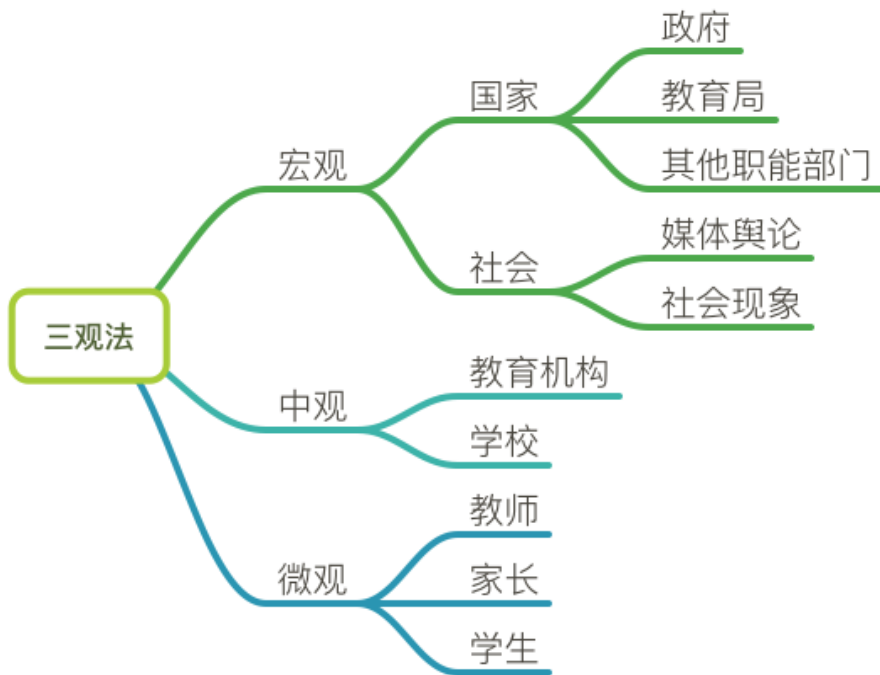 政府
国家
教育局
宏观
其他职能部门
媒体舆论
社会
社会现象
三观法
教育机构
中观
学校
教师
微观
家长
学生